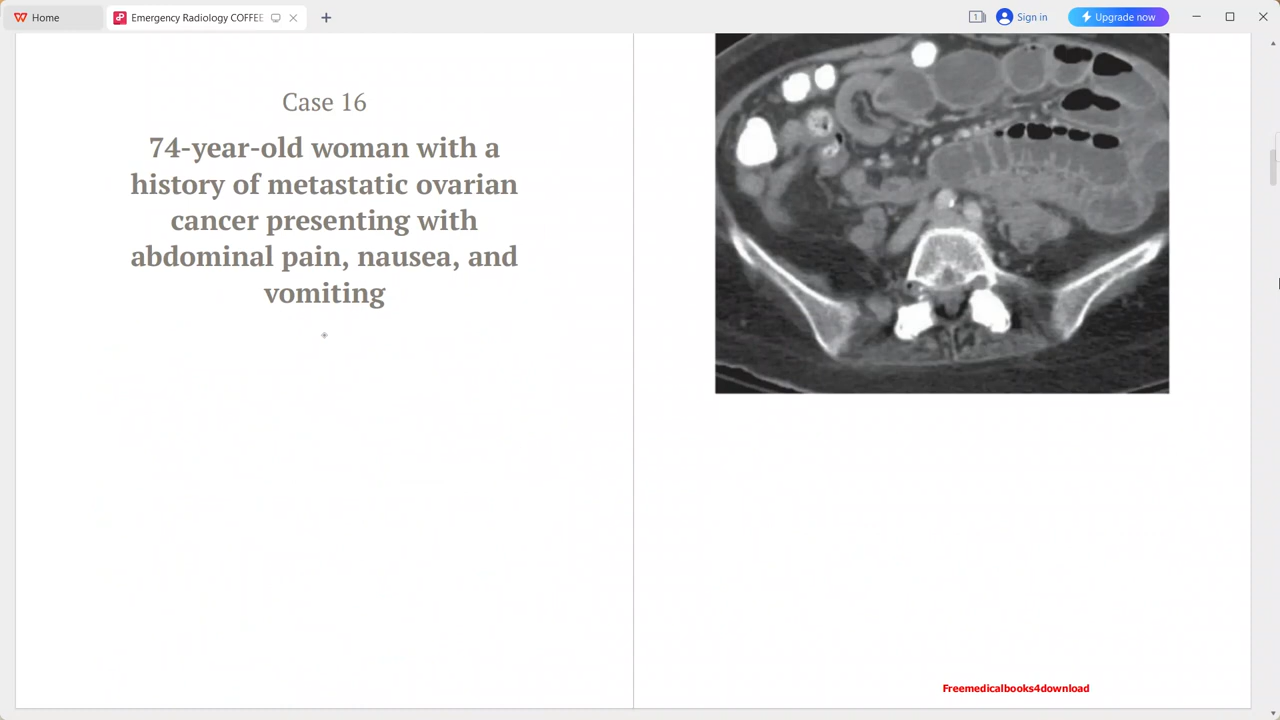 Home
Emergency Radiology COFFEE
1
Sign in
Upgrade now
Case 16
74-year-old woman with a
history of metastatic ovarian
cancer presenting with
abdominal pain, nausea, and
vomiting
Freemedicalbooks4download